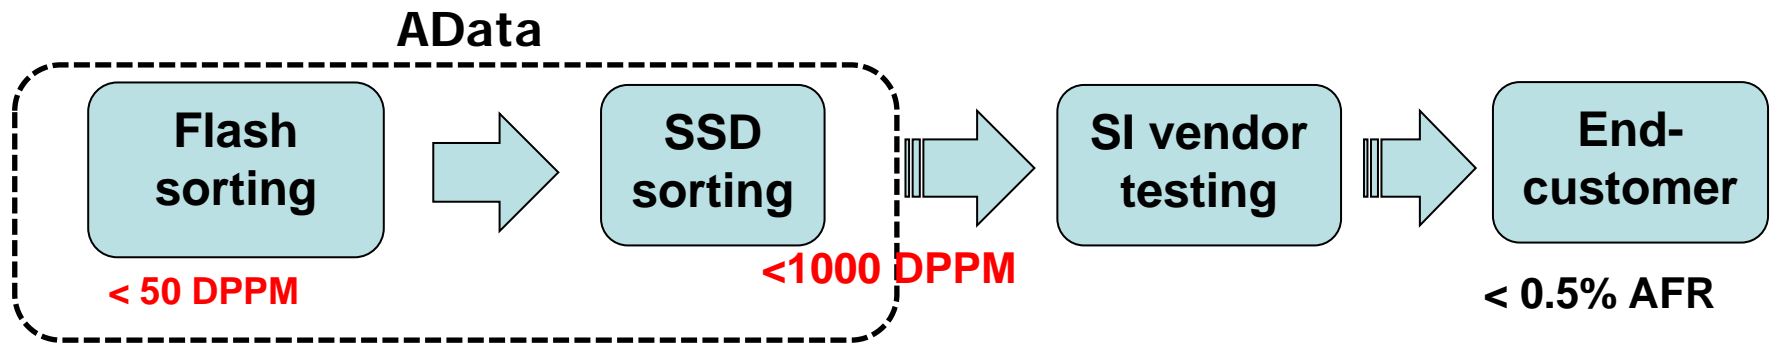 AData
Flash
sorting
SSD
sorting
SI vendor
testing
End-
customer
< 50 DPPM
<1000 DPPM
< 0.5% AFR